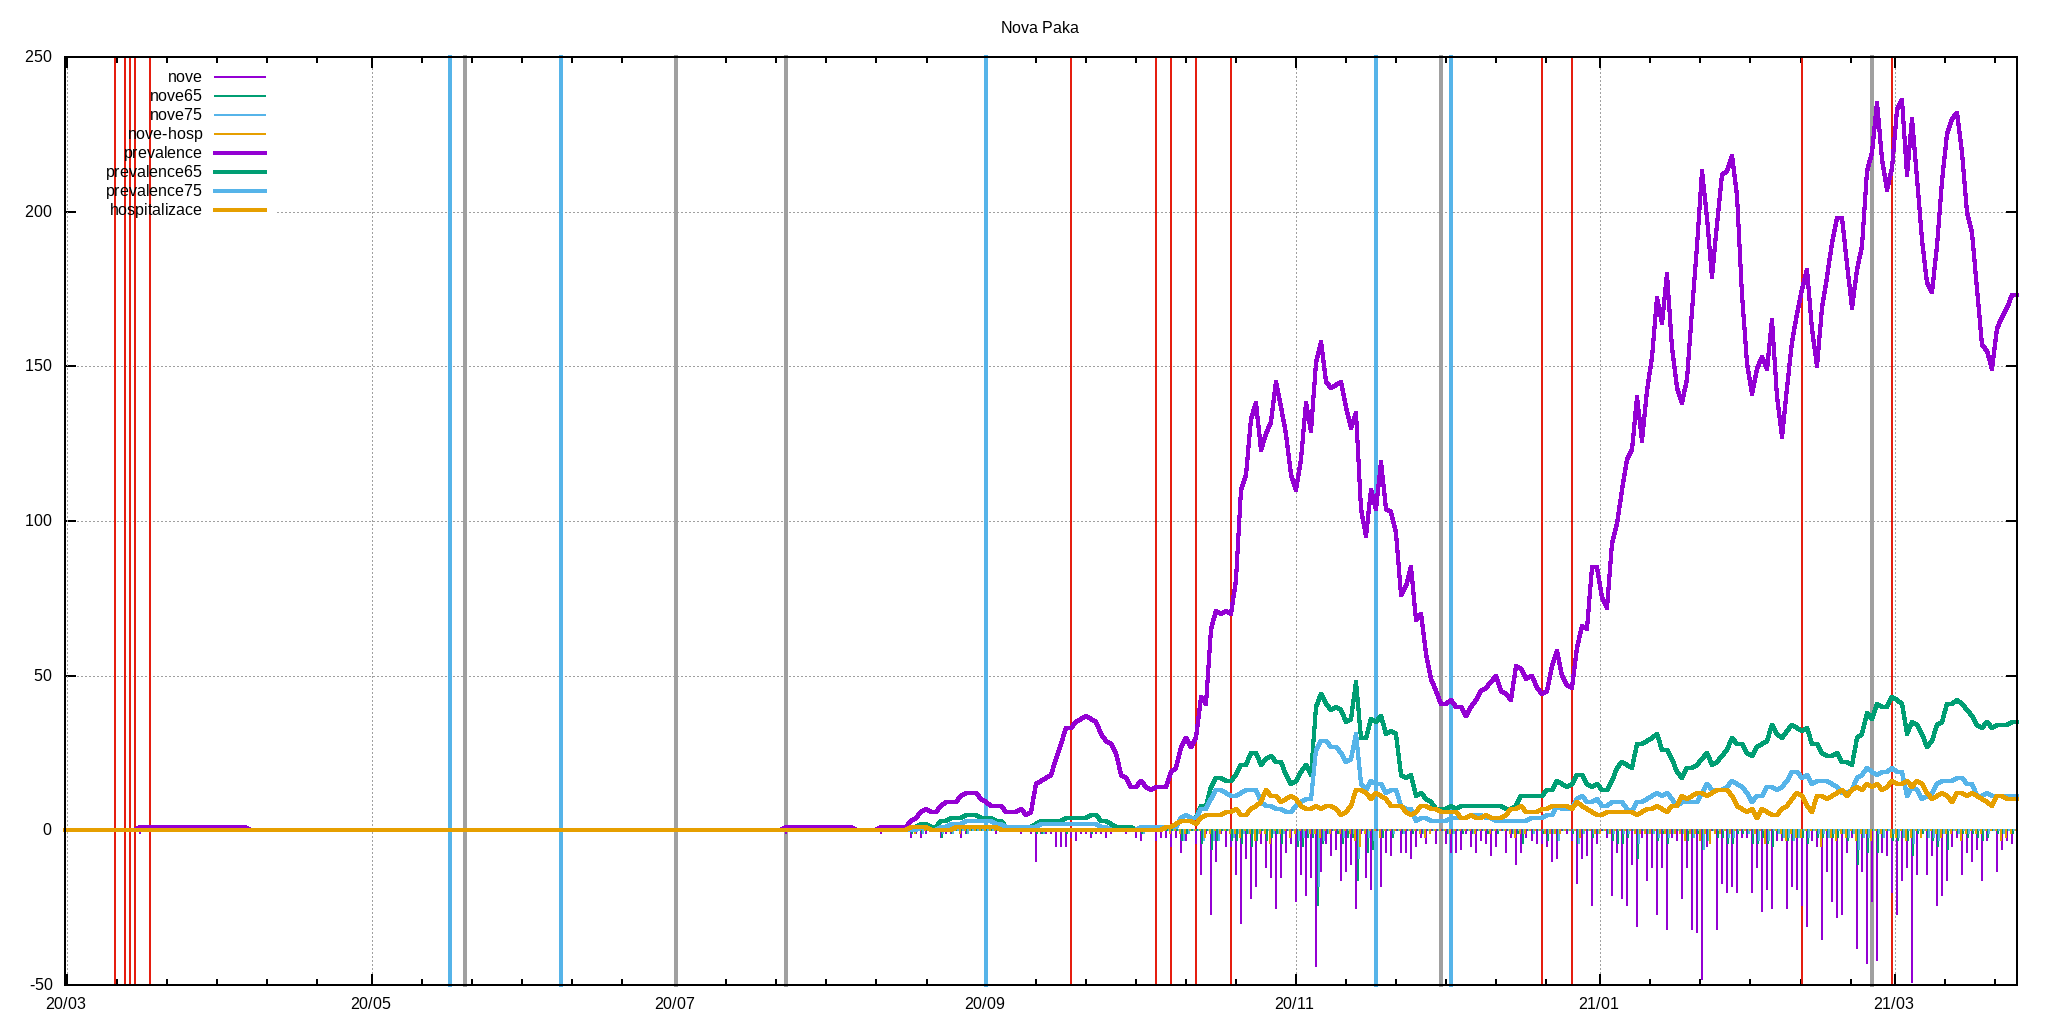 Nova Paka
250
200
150
100
50
0
-50
nove
nove65
nove75
nove-hosp
prevalence
prevalence65
prevalence75
hospitalizace
20/03 20/05 20/07 20/09 20/11 21/01 21/03